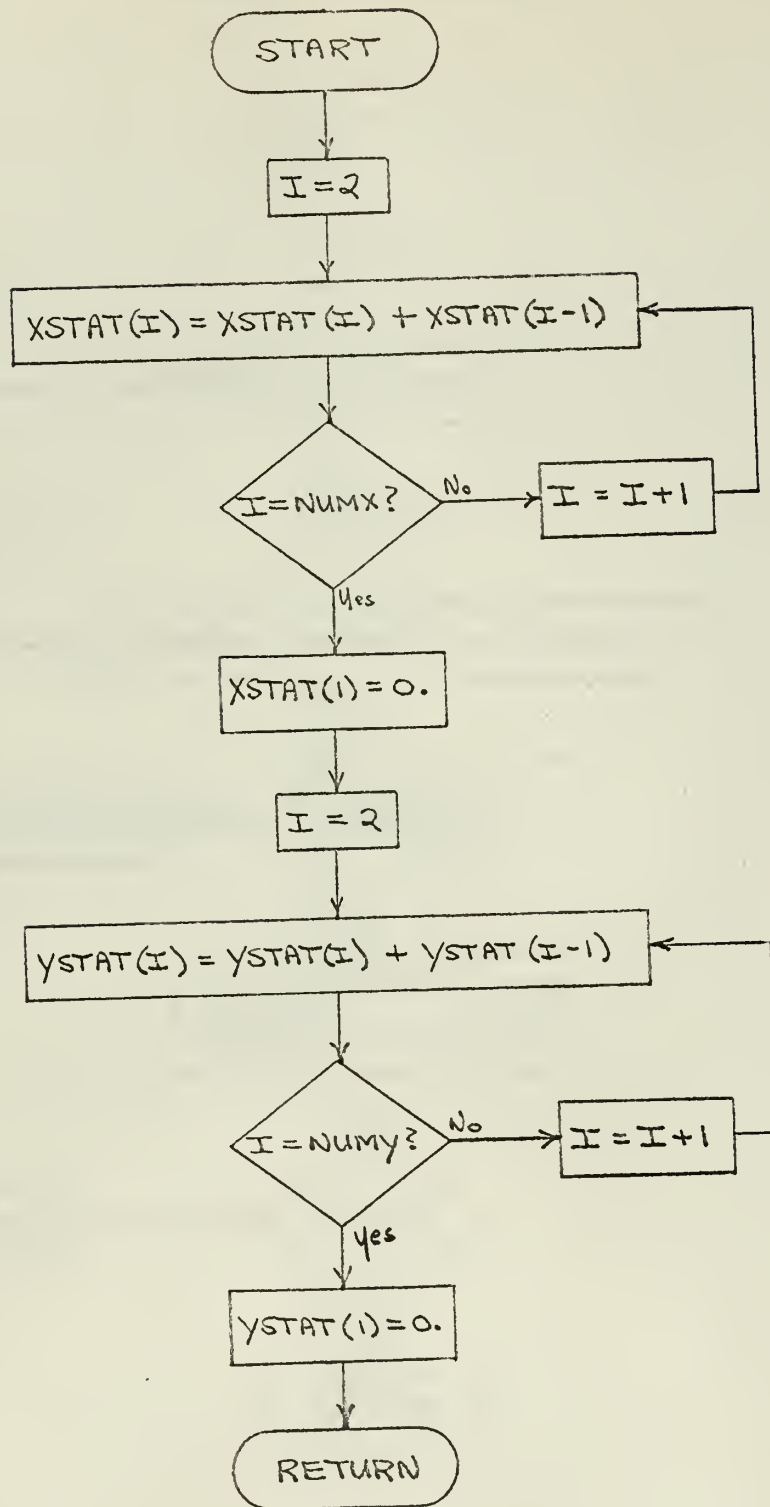 START
I = 2
XSTAT(I) = XSTAT(I) + XSTAT(I-1)
I = NUMX?
No
I = I+1
Yes
XSTAT(1) = 0.
I = 2
YSTAT(I) = YSTAT(I) + YSTAT (I-1)
I = NUMY?
No
I = I+1
Yes
YSTAT(1) = 0.
RETURN